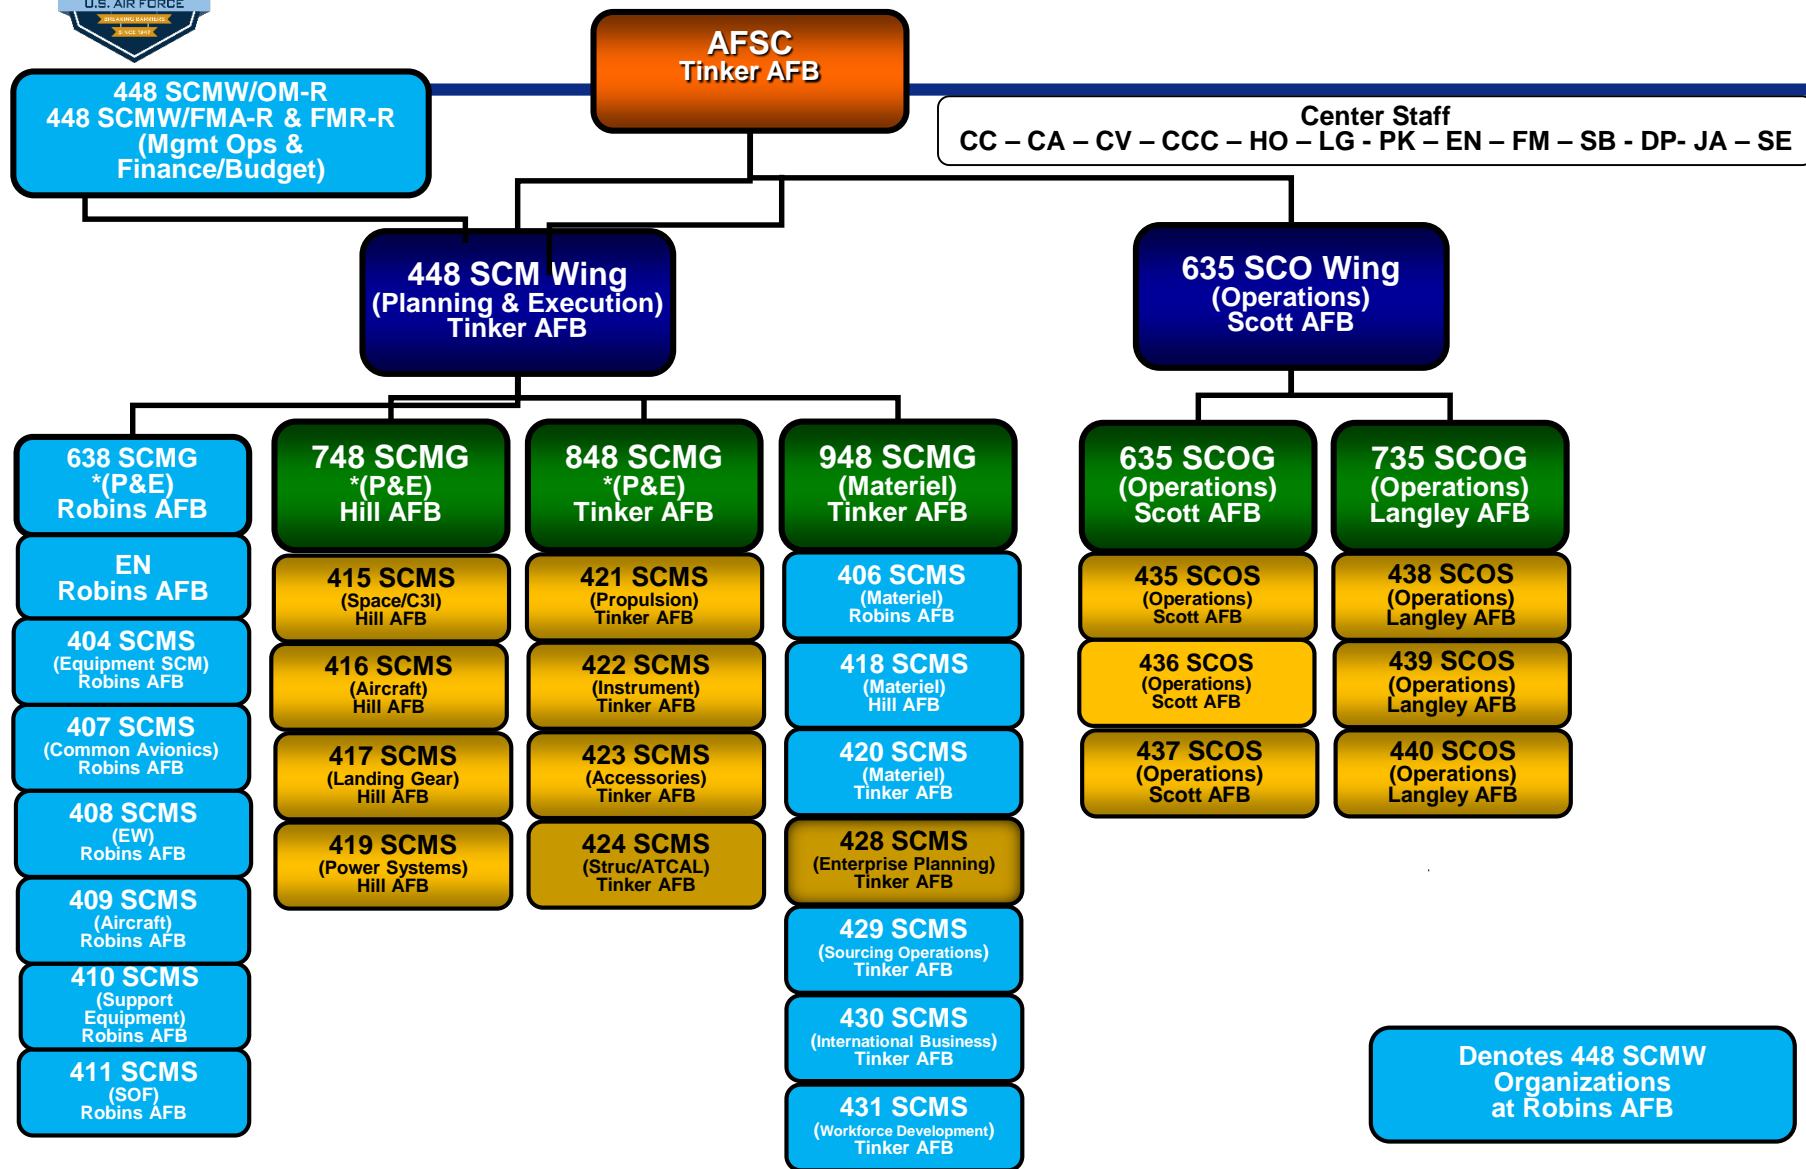 U.S. AIR FORCE
BREAKING BARRIERS
SINCE 1947
AFSC
Tinker AFB
448 SCMW/OM-R
448 SCMW/FMA-R & FMR-R
(Mgmt Ops &
Finance/Budget)
Center Staff
CC – CA – CV – CCC – HO – LG - PK – EN – FM – SB - DP- JA – SE
448 SCM Wing
(Planning & Execution)
Tinker AFB
635 SCO Wing
(Operations)
Scott AFB
638 SCMG
*(P&E)
Robins AFB
EN
Robins AFB
404 SCMS
(Equipment SCM)
Robins AFB
407 SCMS
(Common Avionics)
Robins AFB
408 SCMS
(EW)
Robins AFB
409 SCMS
(Aircraft)
Robins AFB
410 SCMS
(Support
Equipment)
Robins AFB
411 SCMS
(SOF)
Robins AFB
748 SCMG
*(P&E)
Hill AFB
415 SCMS
(Space/C3I)
Hill AFB
416 SCMS
(Aircraft)
Hill AFB
417 SCMS
(Landing Gear)
Hill AFB
419 SCMS
(Power Systems)
Hill AFB
848 SCMG
*(P&E)
Tinker AFB
421 SCMS
(Propulsion)
Tinker AFB
422 SCMS
(Instrument)
Tinker AFB
423 SCMS
(Accessories)
Tinker AFB
424 SCMS
(Struc/ATCAL)
Tinker AFB
948 SCMG
(Materiel)
Tinker AFB
406 SCMS
(Materiel)
Robins AFB
418 SCMS
(Materiel)
Hill AFB
420 SCMS
(Materiel)
Tinker AFB
428 SCMS
(Enterprise Planning)
Tinker AFB
429 SCMS
(Sourcing Operations)
Tinker AFB
430 SCMS
(International Business)
Tinker AFB
431 SCMS
(Workforce Development)
Tinker AFB
635 SCOG
(Operations)
Scott AFB
435 SCOS
(Operations)
Scott AFB
436 SCOS
(Operations)
Scott AFB
437 SCOS
(Operations)
Scott AFB
735 SCOG
(Operations)
Langley AFB
438 SCOS
(Operations)
Langley AFB
439 SCOS
(Operations)
Langley AFB
440 SCOS
(Operations)
Langley AFB
Denotes 448 SCMW
Organizations
at Robins AFB